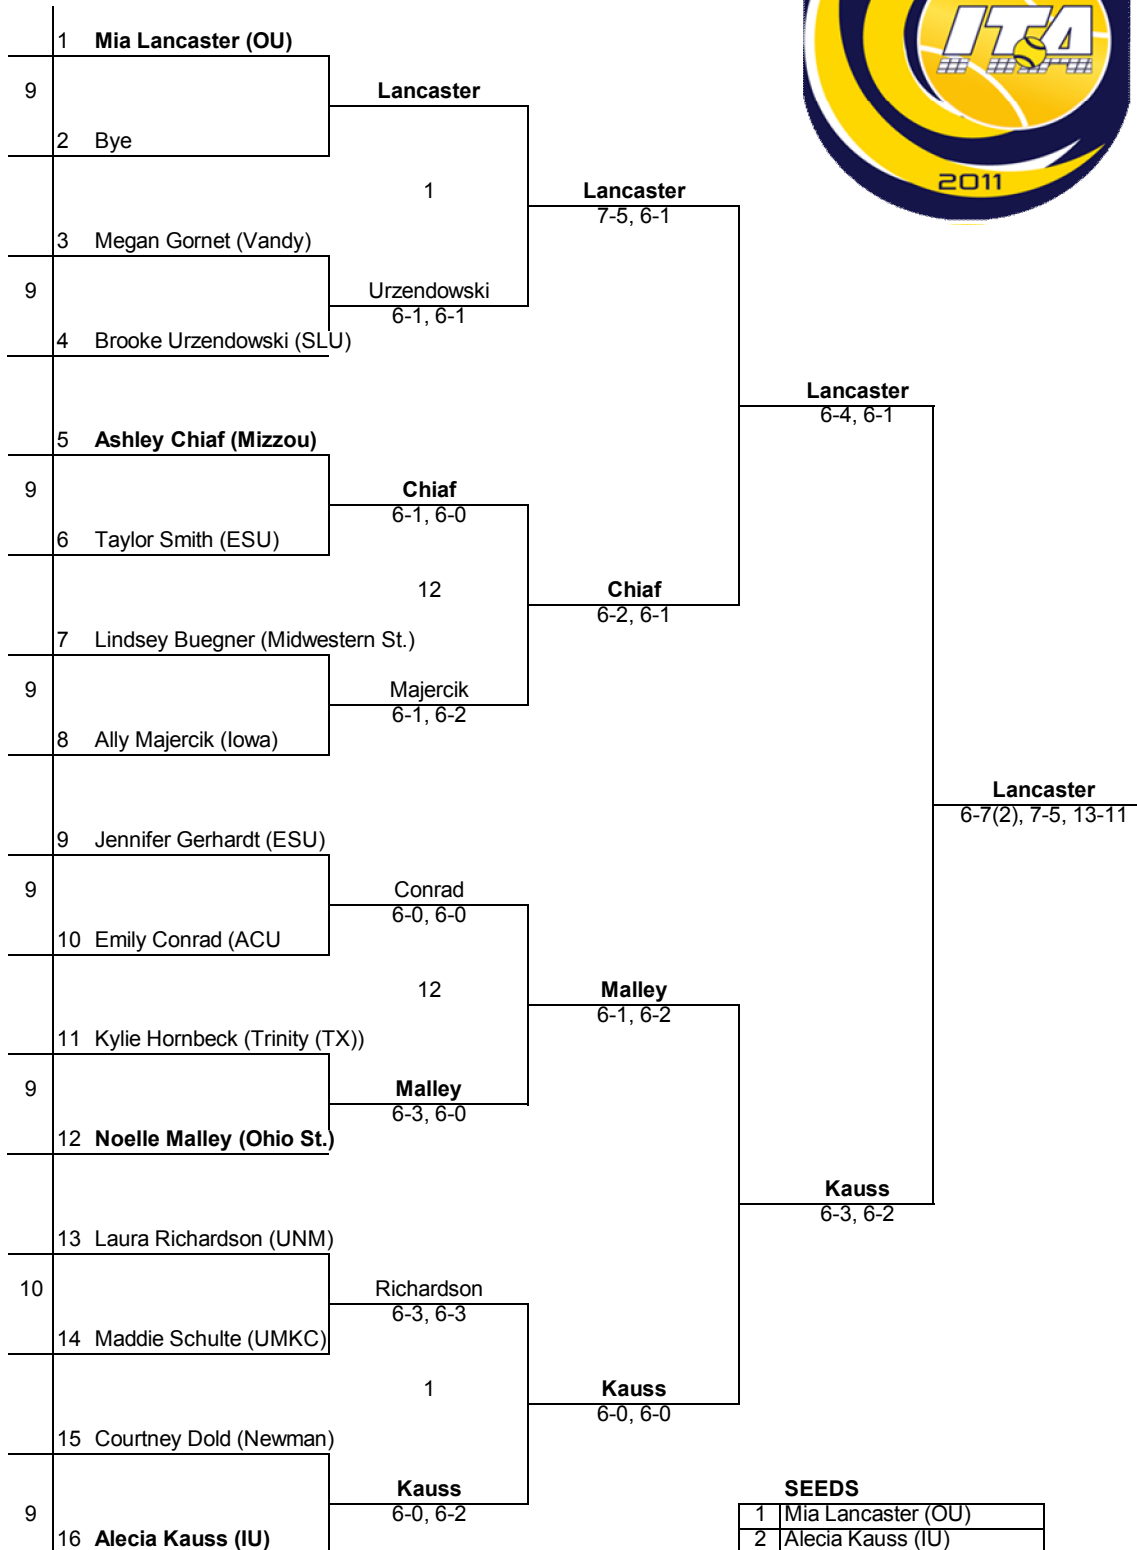 ITA
2011
1 Mia Lancaster (OU)
9
Lancaster
2 Bye
1
Lancaster
7-5, 6-1
3 Megan Gornet (Vandy)
9
Urzendowski
6-1, 6-1
4 Brooke Urzendowski (SLU)
Lancaster
6-4, 6-1
5 Ashley Chiaf (Mizzou)
9
Chiaf
6-1, 6-0
6 Taylor Smith (ESU)
12
Chiaf
6-2, 6-1
7 Lindsey Buegner (Midwestern St.)
9
Majercik
6-1, 6-2
8 Ally Majercik (Iowa)
Lancaster
6-7(2), 7-5, 13-11
9 Jennifer Gerhardt (ESU)
9
Conrad
6-0, 6-0
10 Emily Conrad (ACU
12
Malley
6-1, 6-2
11 Kylie Hornbeck (Trinity (TX))
9
Malley
6-3, 6-0
12 Noelle Malley (Ohio St.)
Kauss
6-3, 6-2
13 Laura Richardson (UNM)
10
Richardson
6-3, 6-3
14 Maddie Schulte (UMKC)
1
Kauss
6-0, 6-0
15 Courtney Dold (Newman)
9
Kauss
6-0, 6-2
16 Alecia Kauss (IU)
SEEDS
1 Mia Lancaster (OU)
2 Alecia Kauss (IU)